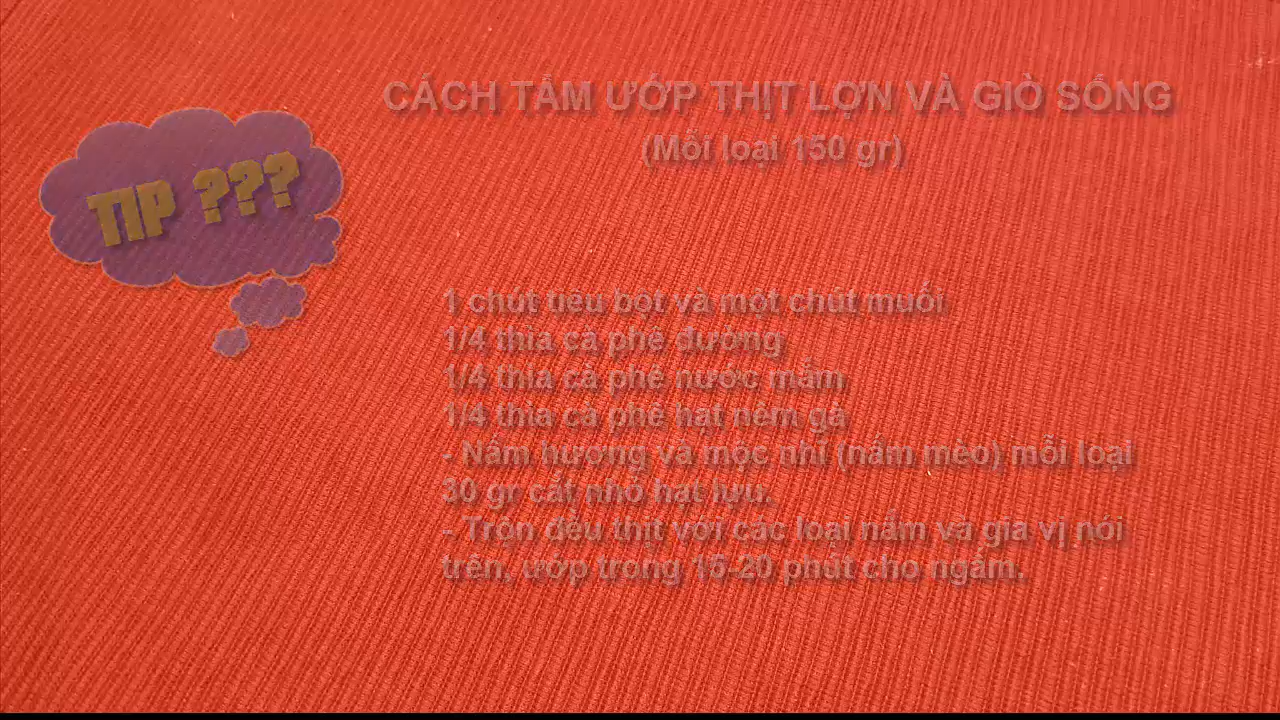 CÁCH TẨM ƯỚP THỊT LỢN VÀ GIÒ SỐNG
(Mỗi loại 150 gr)
TIP ???
1 chút tiêu bột và một chút muối
1/4 thìa cà phê đường
1/4 thìa cà phê nước mắm
1/4 thìa cà phê hạt nêm gà
- Nấm hương và mộc nhĩ (nấm mèo) mỗi loại
30 gr cắt nhỏ hạt lựu.
- Trộn đều thịt với các loại nấm và gia vị nói
trên, ướp trong 15-20 phút cho ngấm.